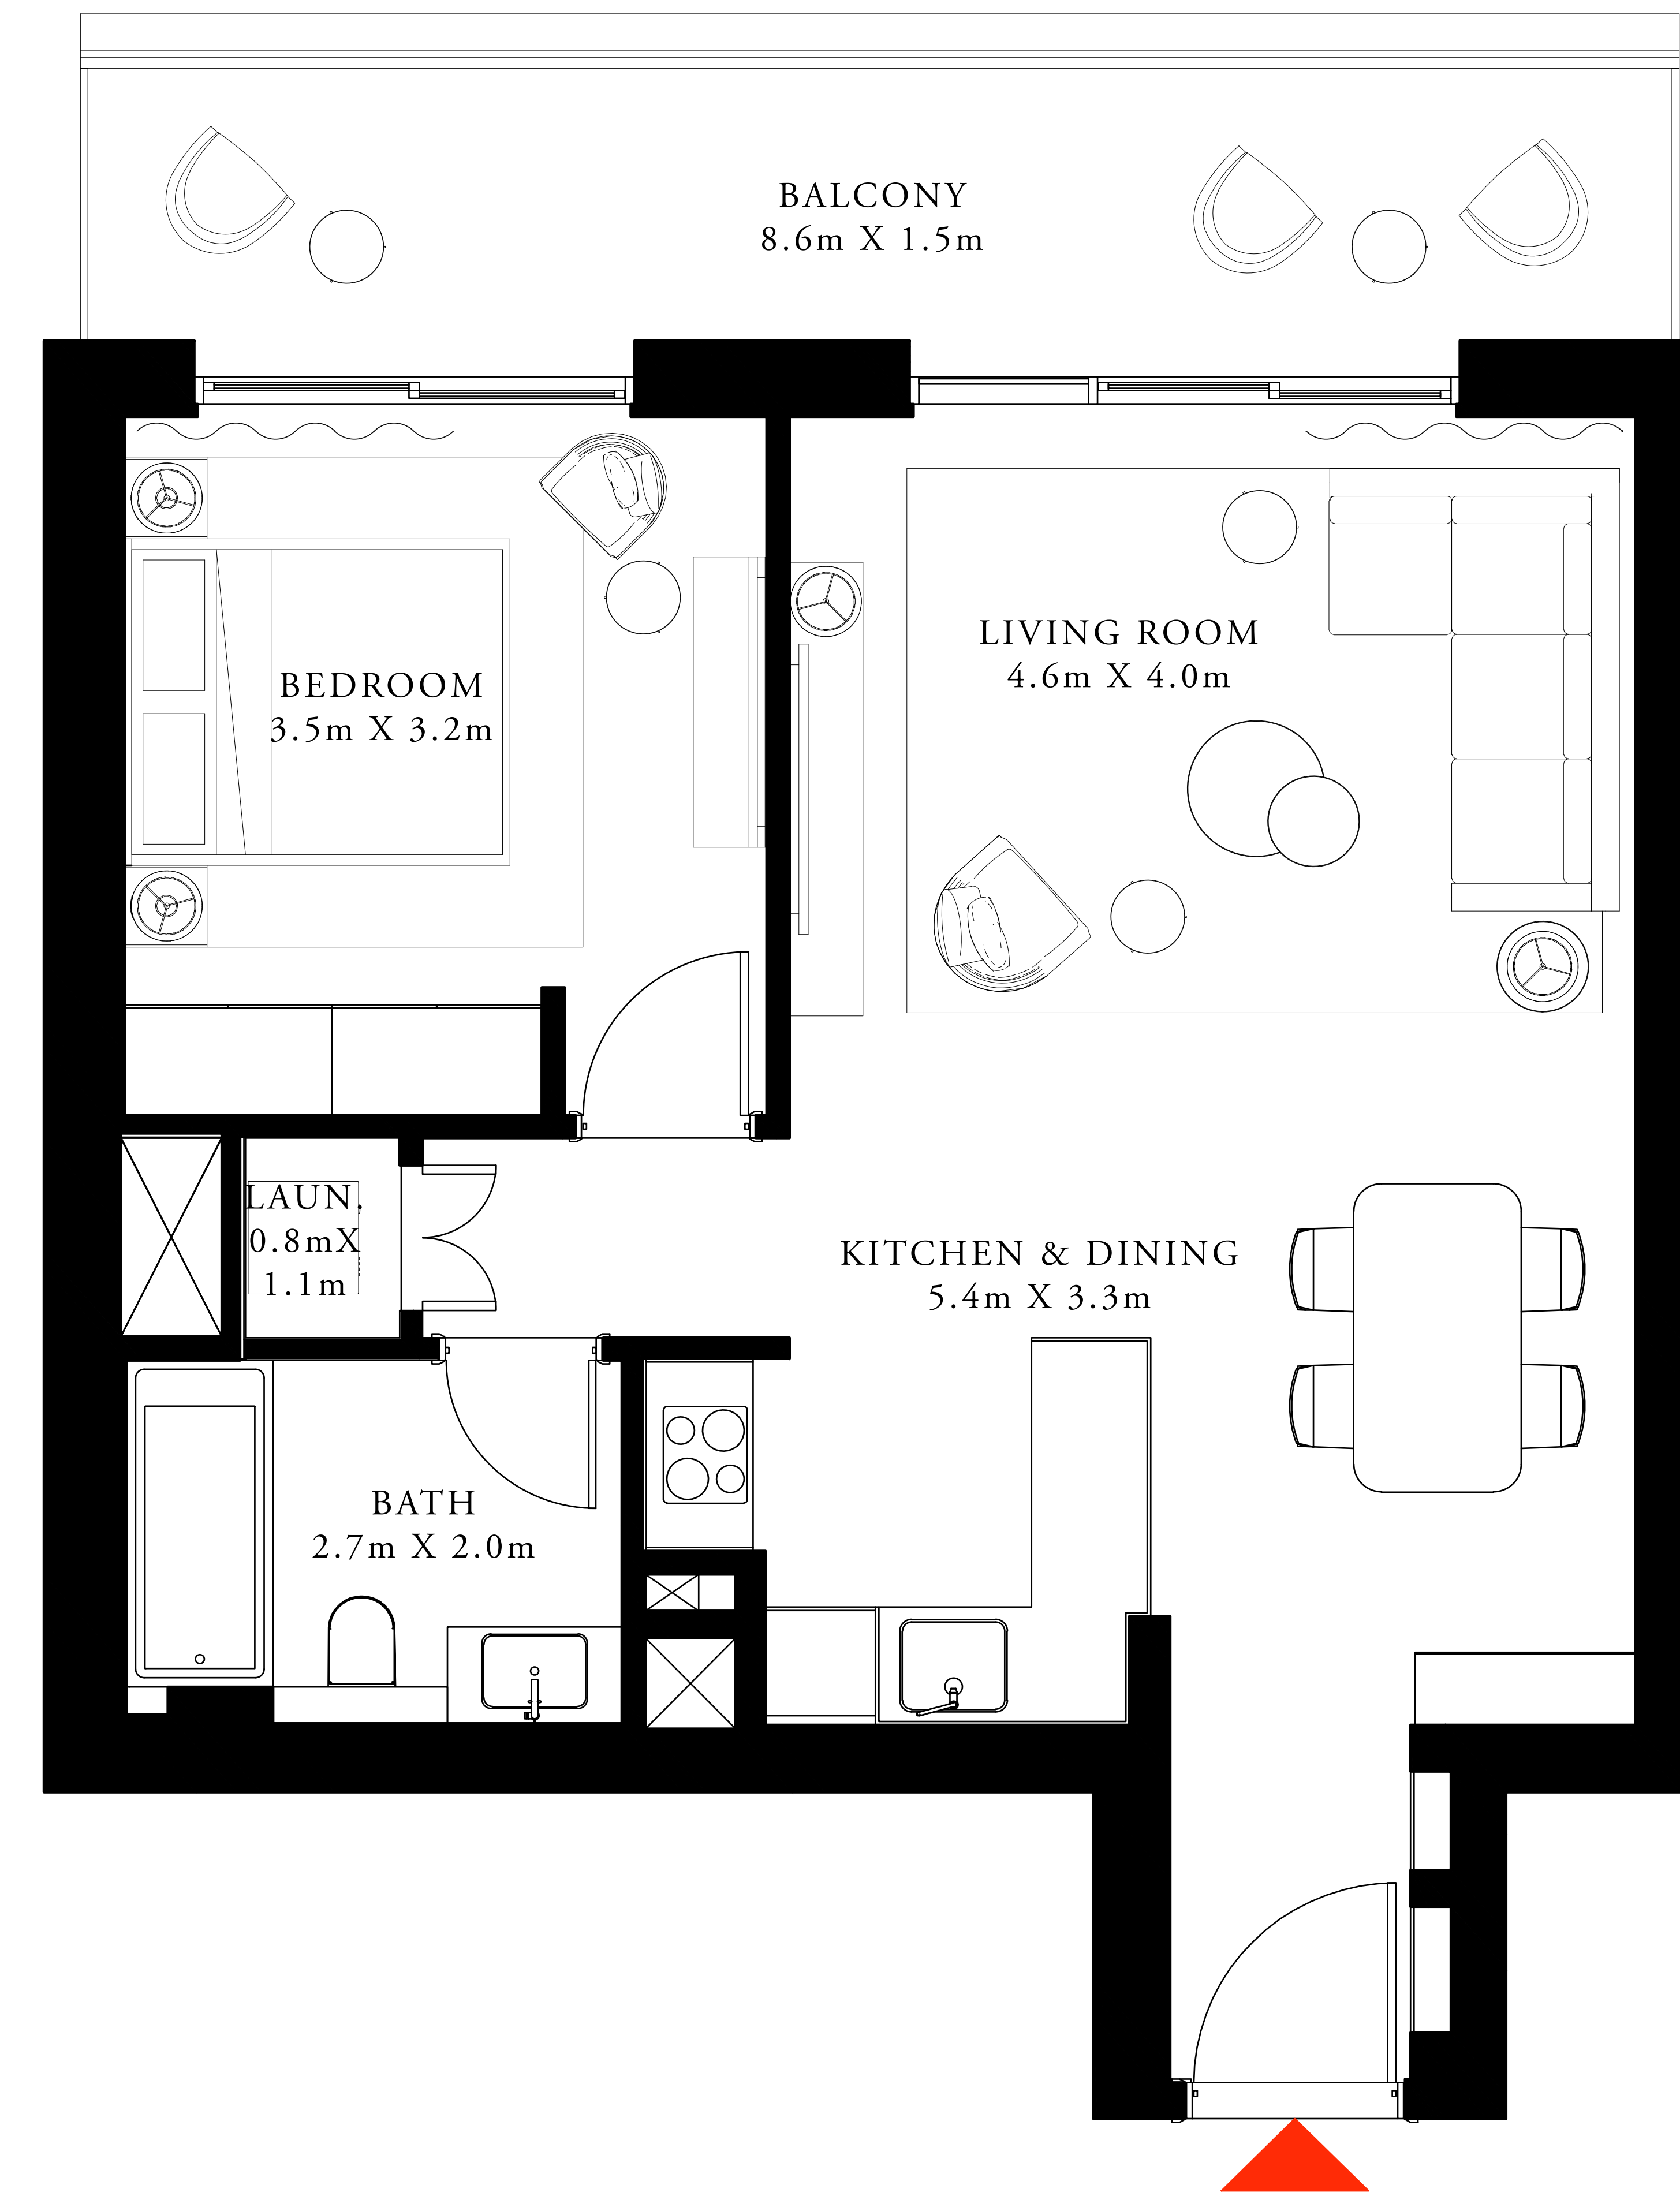 BALCONY
8.6m X 1.5m
LIVING ROOM
4.6m X 4.0m
BEDROOM
3.5m X 3.2m
LAUN.
0.8mX
1.1m
KITCHEN & DINING
5.4m X 3.3m
BATH
2.7m X 2.0m